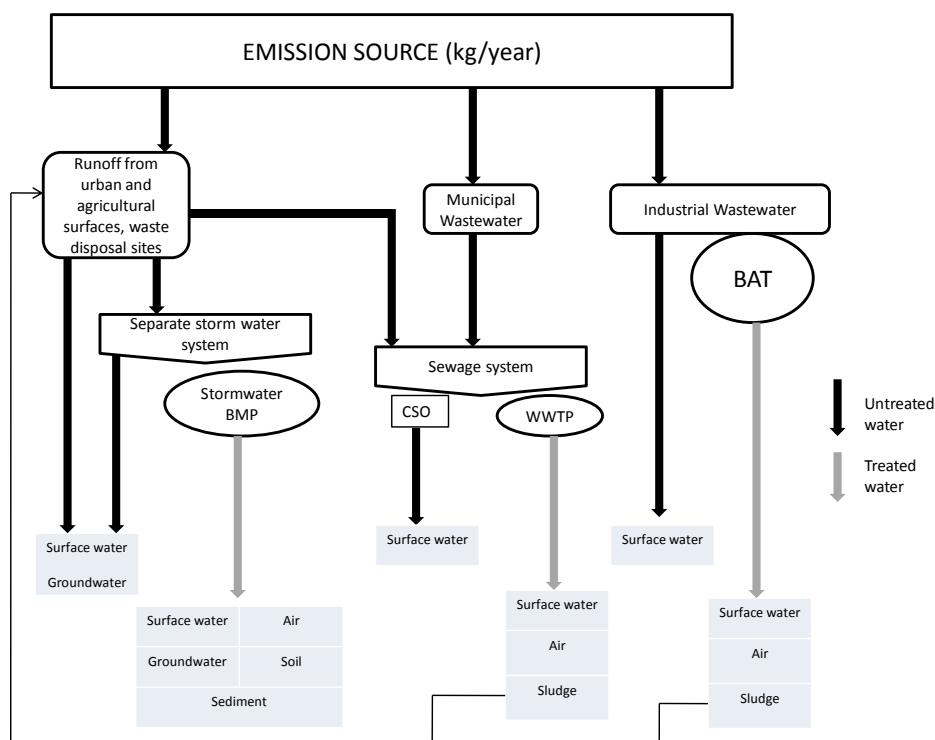 EMISSION SOURCE (kg/year)
Runoff from
urban and
agricultural
surfaces, waste
disposal sites
Municipal
Wastewater
Industrial Wastewater
BAT
Separate storm water
system
Sewage system
Stormwater
BMP
CSO
WWTP
Untreated
water
Treated
water
Surface water
Groundwater
Surface water
Surface water
Surface water
Air
Groundwater
Soil
Sediment
Surface water
Air
Sludge
Surface water
Air
Sludge